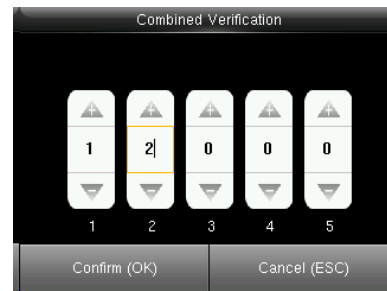 Combined Verification
1 2 0 0 0
1 2 3 4 5
Confirm (OK) Cancel (ESC)